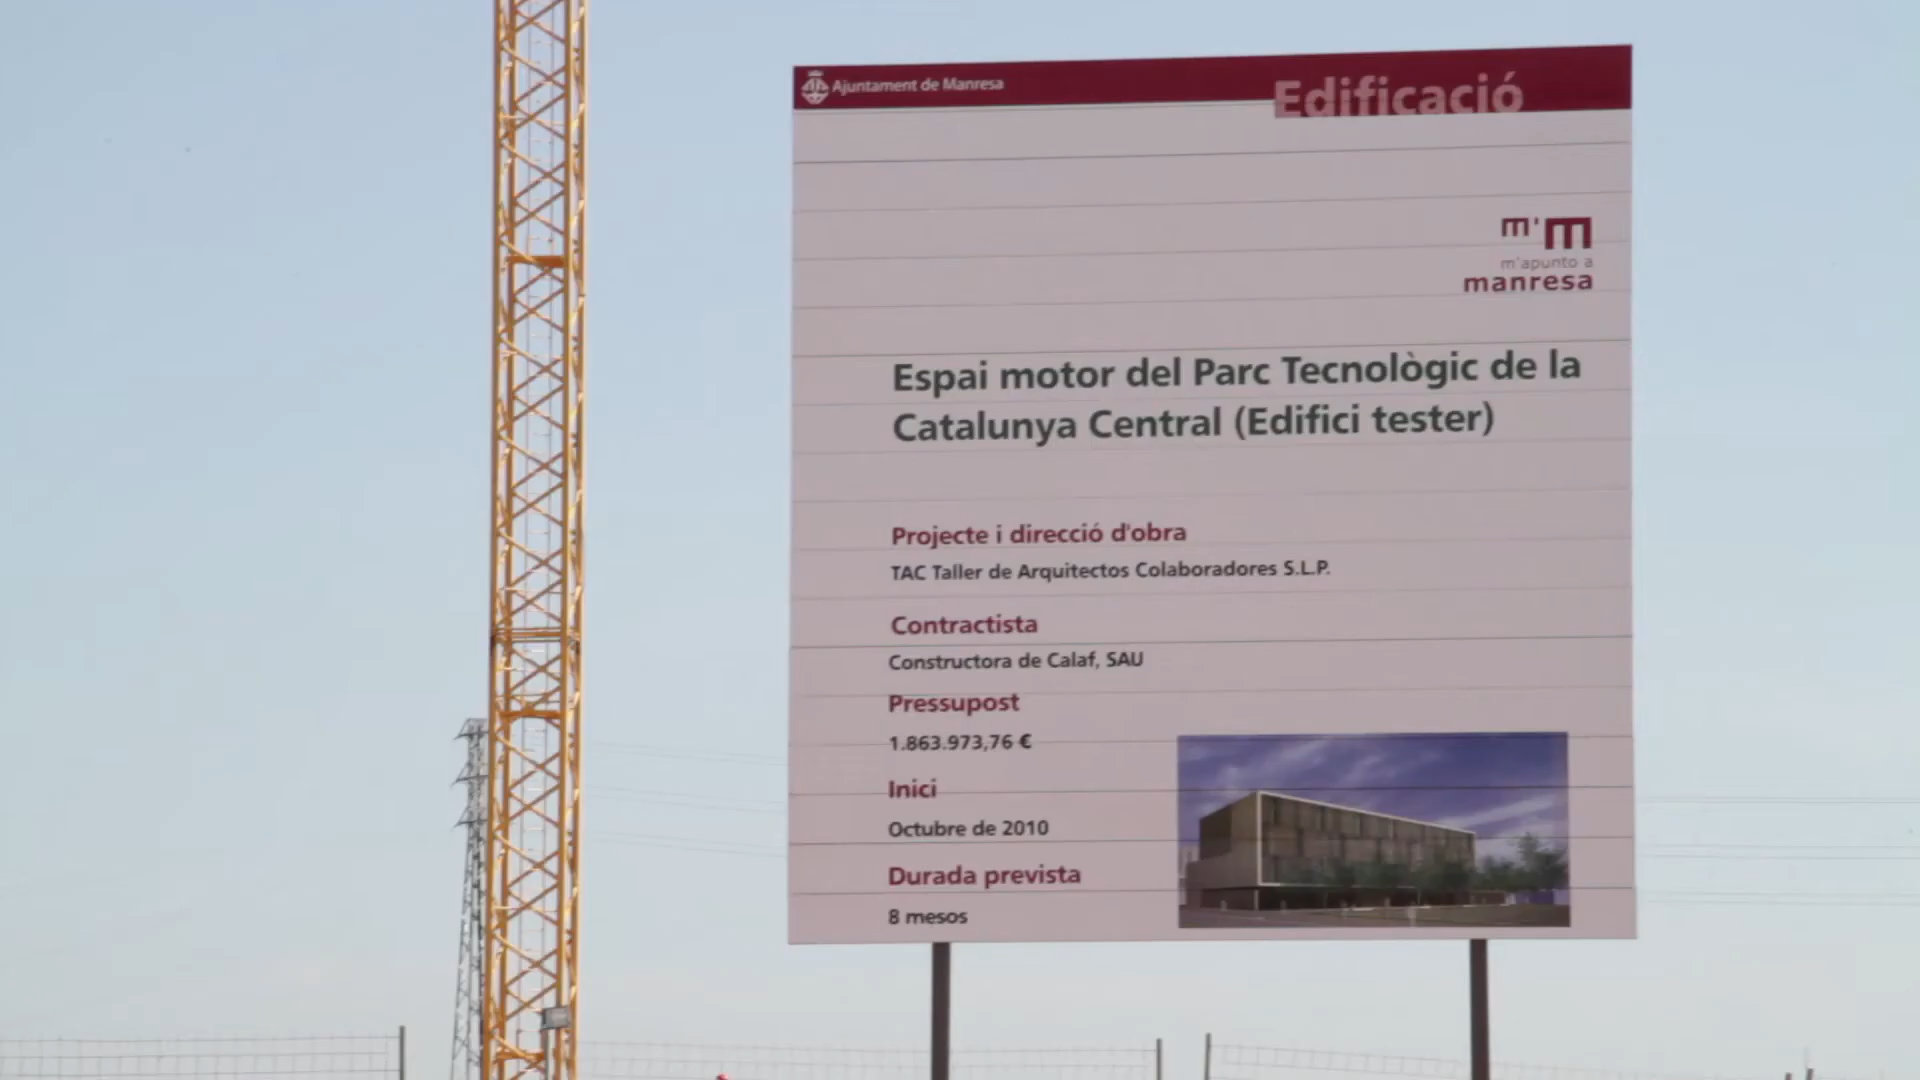 Ajuntament de Manresa
Edificació
m'm
m'apunto a
manresa
Espai motor del Parc Tecnològic de la
Catalunya Central (Edifici tester)
Projecte i direcció d'obra
TAC Taller de Arquitectos Colaboradores S.L.P.
Contractista
Constructora de Calaf, SAU
Pressupost
1.863.973,76 €
Inici
Octubre de 2010
Durada prevista
8 mesos